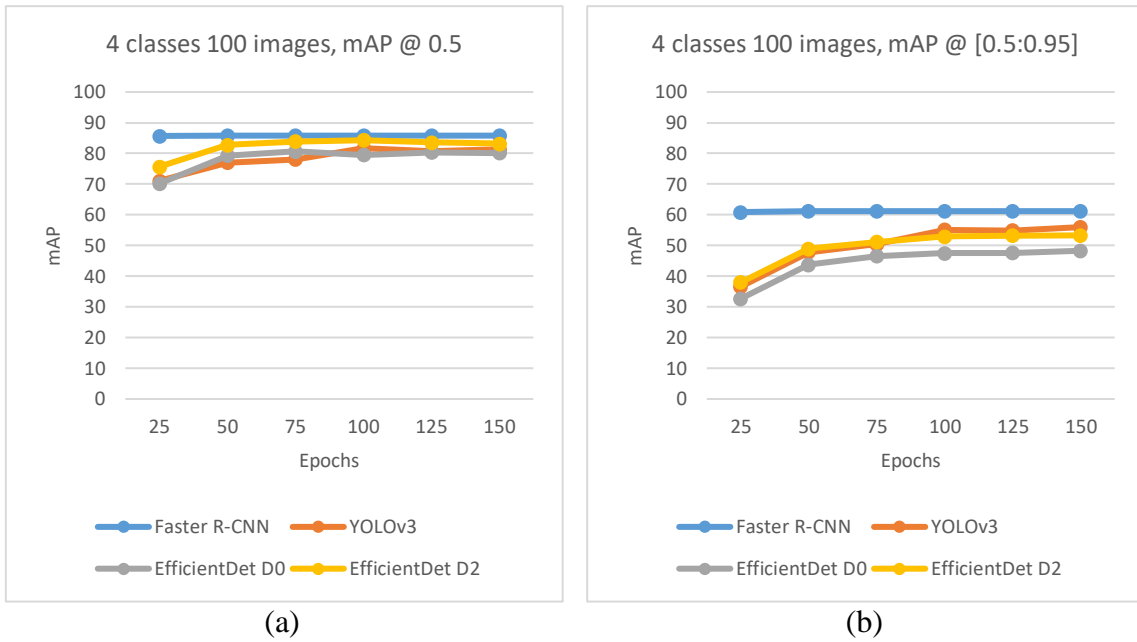 4 classes 100 images, mAP @ 0.5
100
90
80
70
60
50
40
30
20
10
0
mAP
25 50 75 100 125 150
Epochs
Faster R-CNN YOLOv3
EfficientDet D0 EfficientDet D2
(a)
4 classes 100 images, mAP @ [0.5:0.95]
100
90
80
70
60
50
40
30
20
10
0
mAP
25 50 75 100 125 150
Epochs
Faster R-CNN YOLOv3
EfficientDet D0 EfficientDet D2
(b)